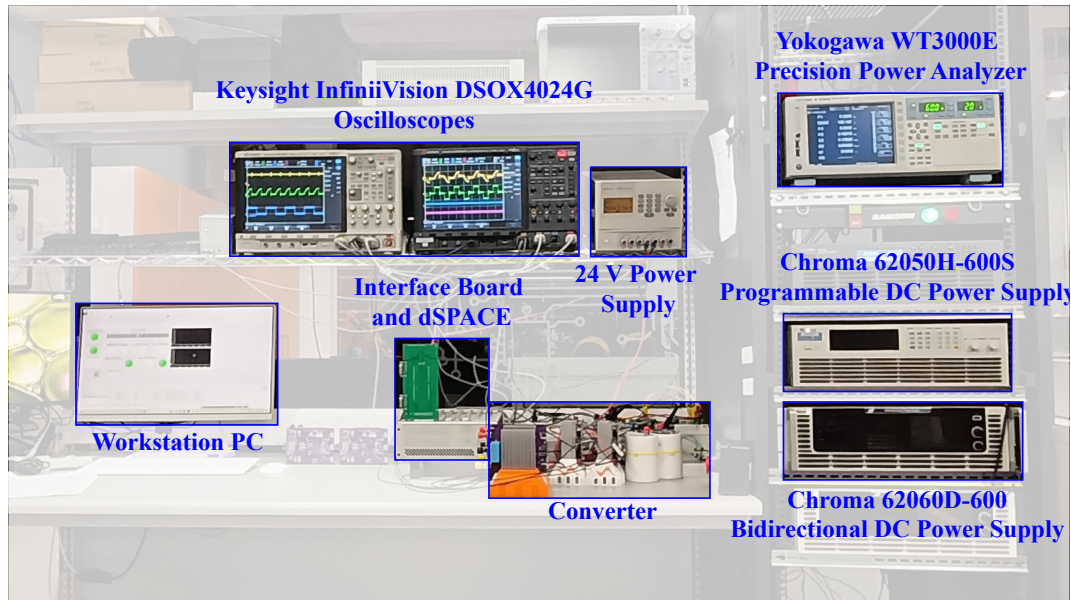 Yokogawa WT3000E
Precision Power Analyzer
Keysight InfiniiVision DSOX4024G
Oscilloscopes
24 V Power
Supply
Interface Board
and dSPACE
Chroma 62050H-600S
Programmable DC Power Supply
Workstation PC
Converter
Chroma 62060D-600
Bidirectional DC Power Supply
SAMSON